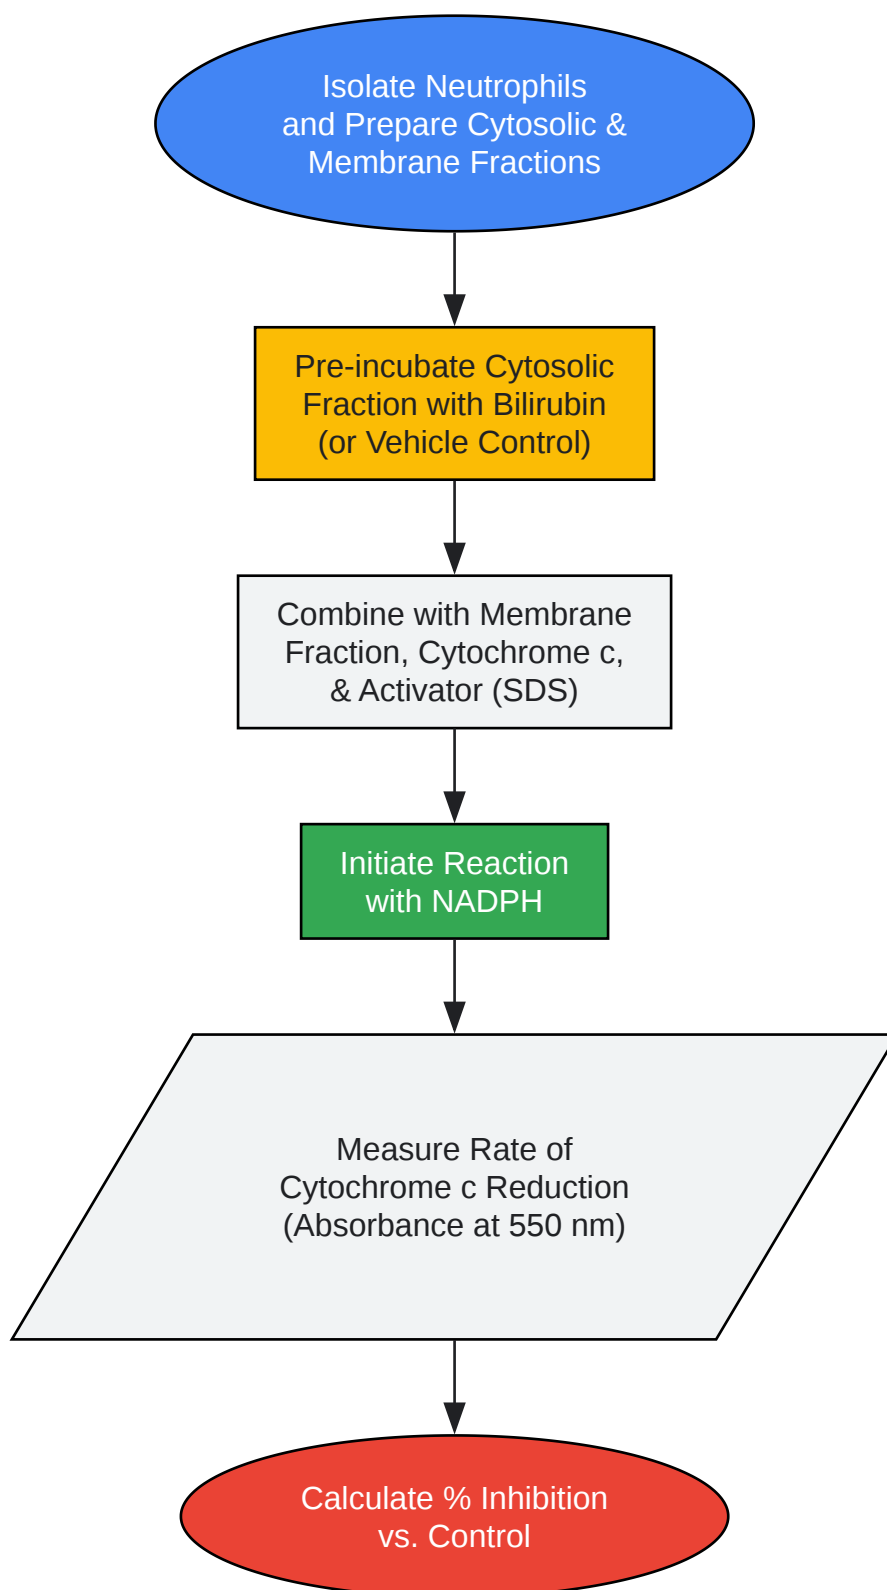 Isolate Neutrophils
and Prepare Cytosolic &
Membrane Fractions
Pre-incubate Cytosolic
Fraction with Bilirubin
(or Vehicle Control)
Combine with Membrane
Fraction, Cytochrome c,
& Activator (SDS)
Initiate Reaction
with NADPH
Measure Rate of
Cytochrome c Reduction
(Absorbance at 550 nm)
Calculate % Inhibition
vs. Control